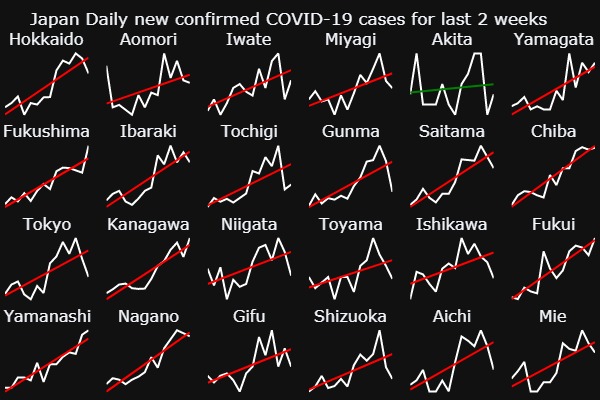 Japan Daily new confirmed COVID-19 cases for last 2 weeks
Hokkaido Aomori Iwate Miyagi Akita Yamagata
Fukushima Ibaraki Tochigi Gunma Saitama Chiba
Tokyo Kanagawa Niigata Toyama Ishikawa Fukui
Yamanashi Nagano Gifu Shizuoka Aichi Mie